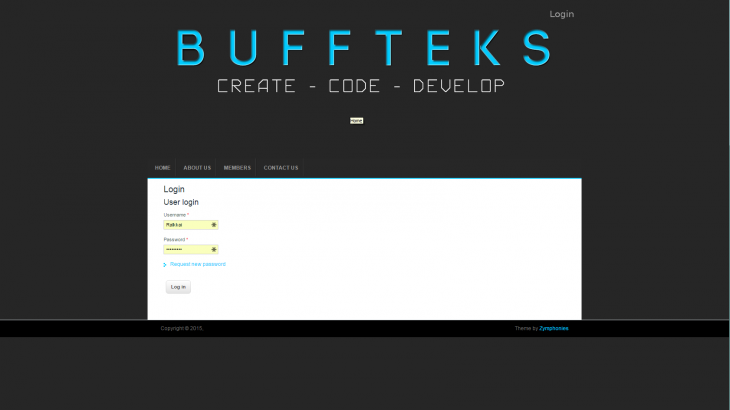 Login
BUFFTEKS
CREATE - CODE - DEVELOP
Home
HOME ABOUT US MEMBERS CONTACT US
Login
User login
Username *
Password *
•••••••••
Request new password
Log in
Copyright © 2015,
Theme by Zymphonies